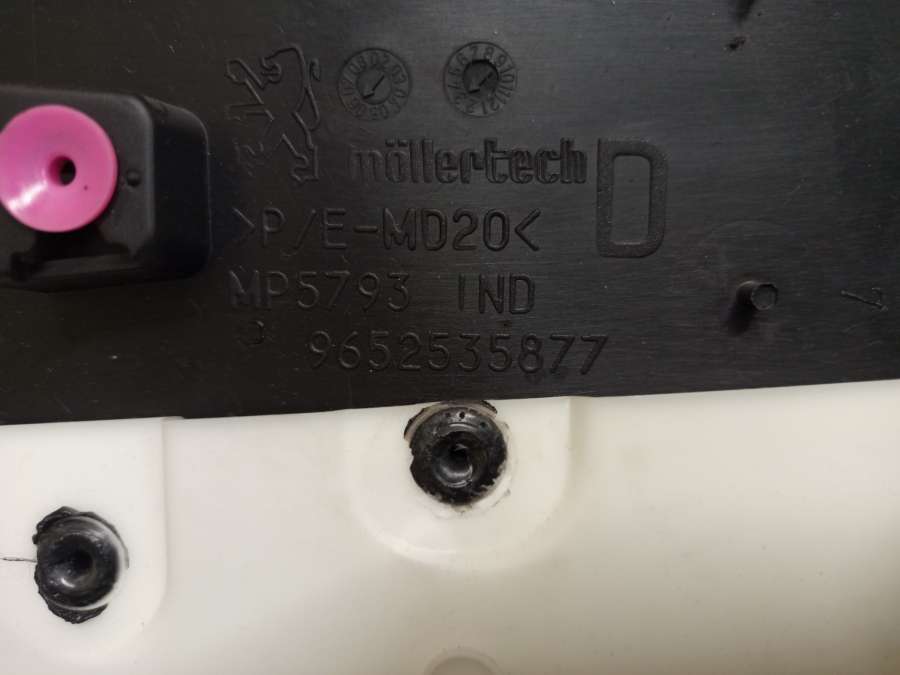 möllertech D
>P/E-MD20<
MP5793 IND
9652535877